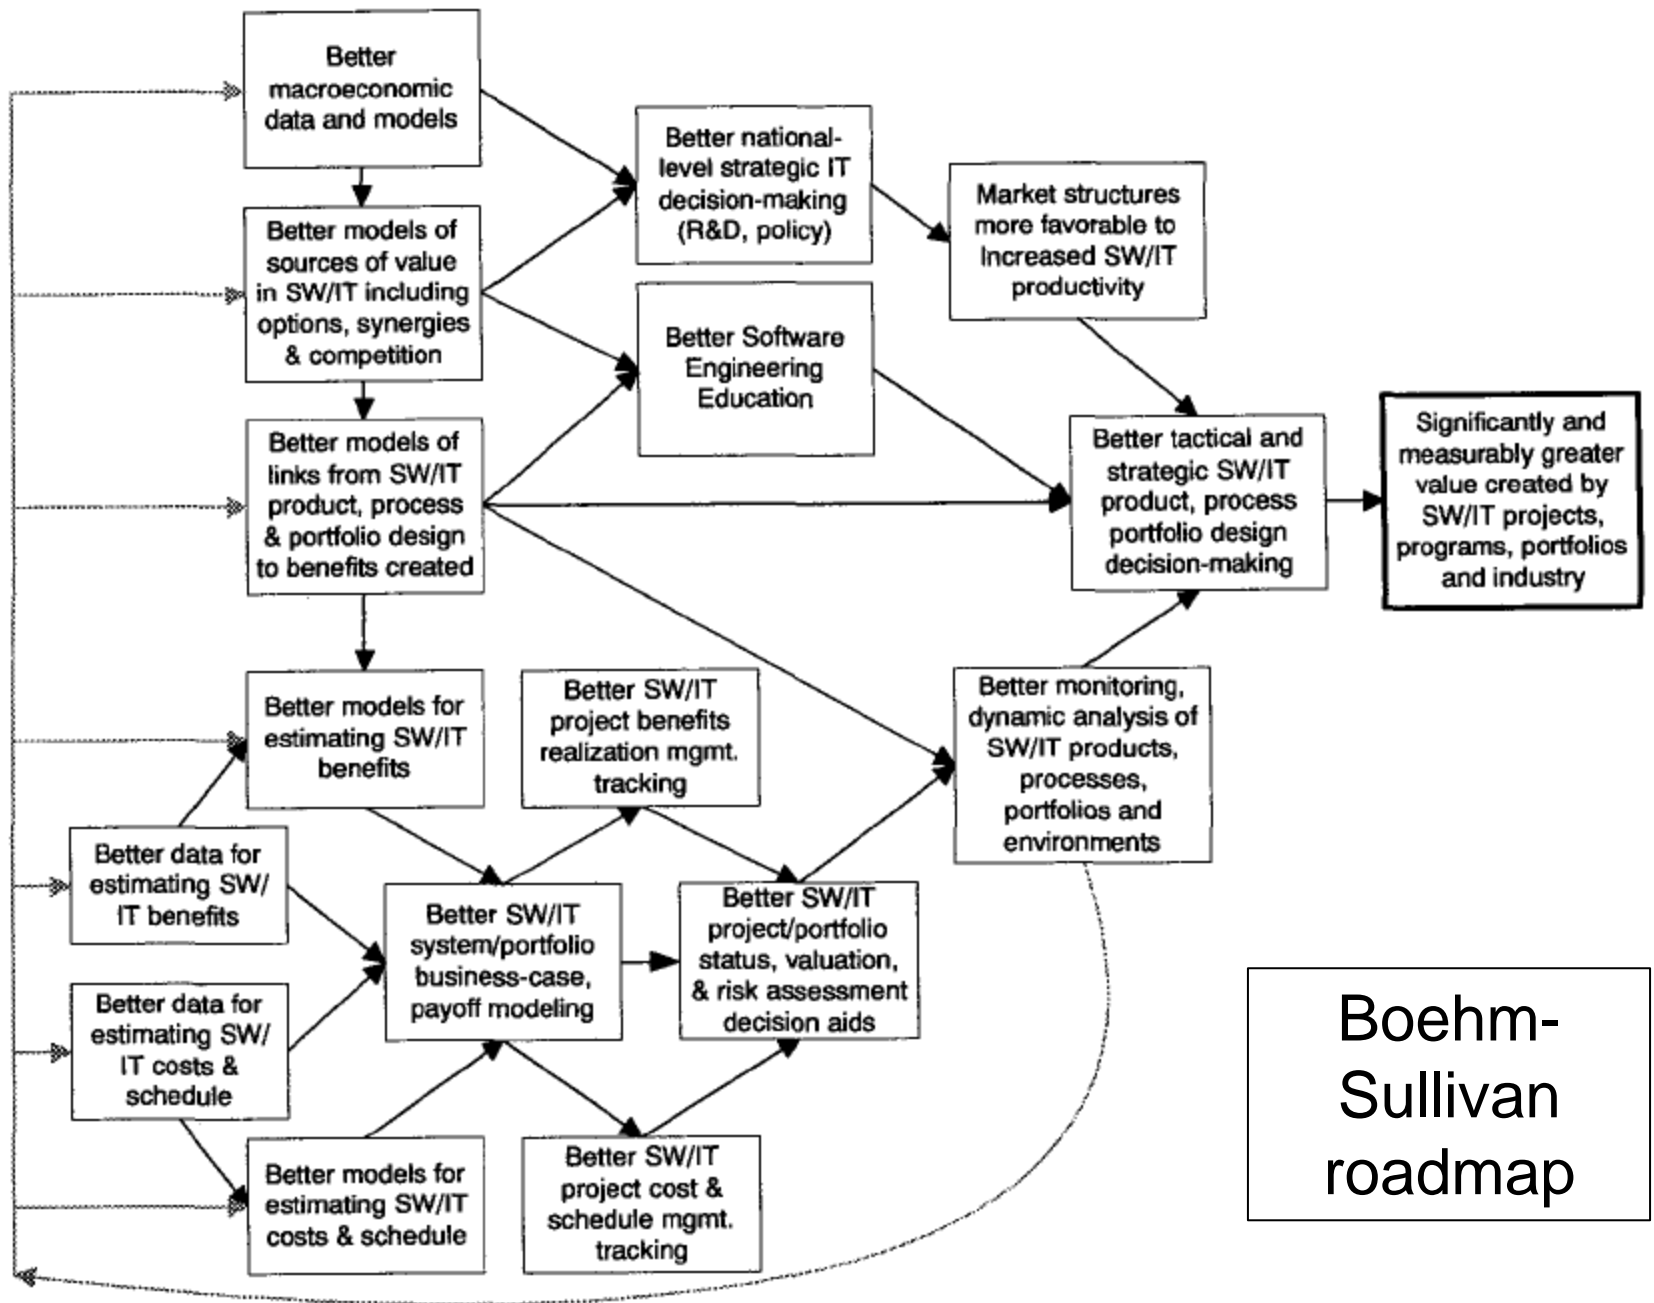 Better
macroeconomic
data and models
Better national-
level strategic IT
decision-making
(R&D, policy)
Market structures
more favorable to
Increased SW/IT
productivity
Better models of
sources of value
in SW/IT including
options, synergies
& competition
Better Software
Engineering
Education
Better models of
links from SW/IT
product, process
& portfolio design
to benefits created
Better tactical and
strategic SW/IT
product, process
portfolio design
decision-making
Significantly and
measurably greater
value created by
SW/IT projects,
programs, portfolios
and industry
Better models for
estimating SW/IT
benefits
Better SW/IT
project benefits
realization mgmt.
tracking
Better monitoring,
dynamic analysis of
SW/IT products,
processes,
portfolios and
environments
Better data for
estimating SW/
IT benefits
Better SW/IT
system/portfolio
business-case,
payoff modeling
Better SW/IT
project/portfolio
status, valuation,
& risk assessment
decision aids
Better data for
estimating SW/
IT costs &
schedule
Better models for
estimating SW/IT
costs & schedule
Better SW/IT
project cost &
schedule mgmt.
tracking
Boehm-
Sullivan
roadmap